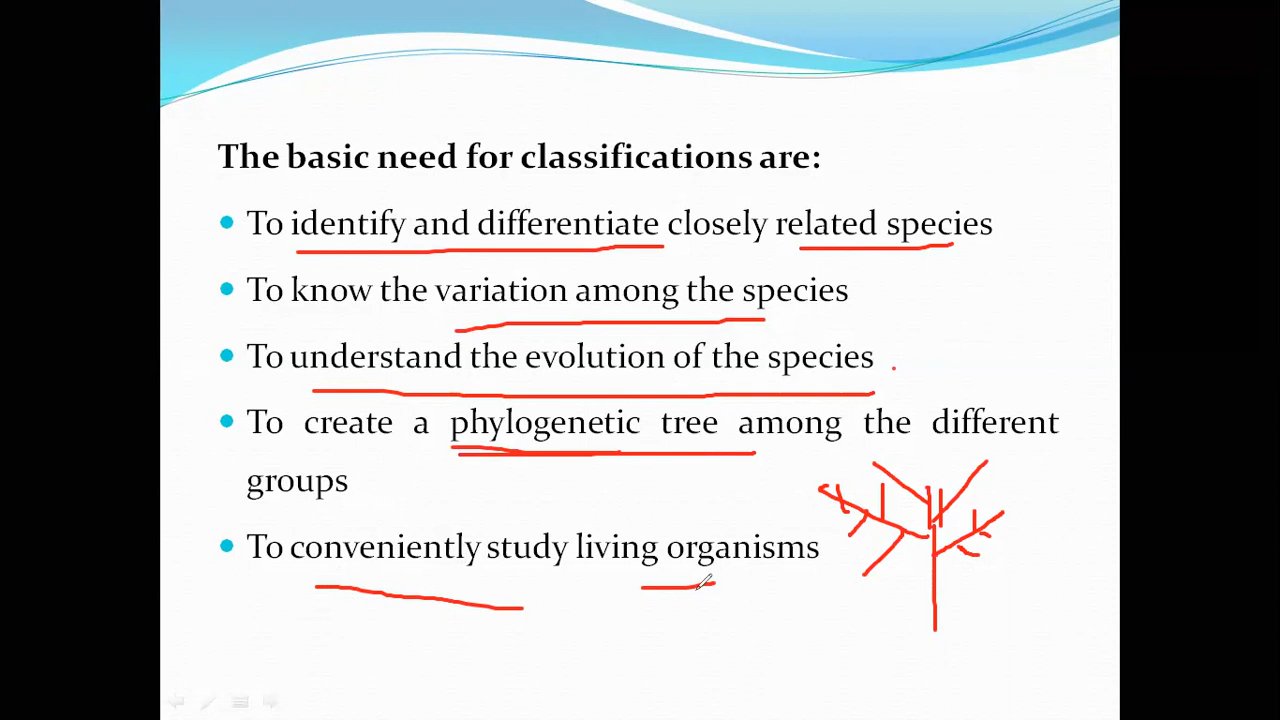 The basic need for classifications are:
• To identify and differentiate closely related species
• To know the variation among the species
• To understand the evolution of the species
• To create a phylogenetic tree among the different
groups
• To conveniently study living organisms